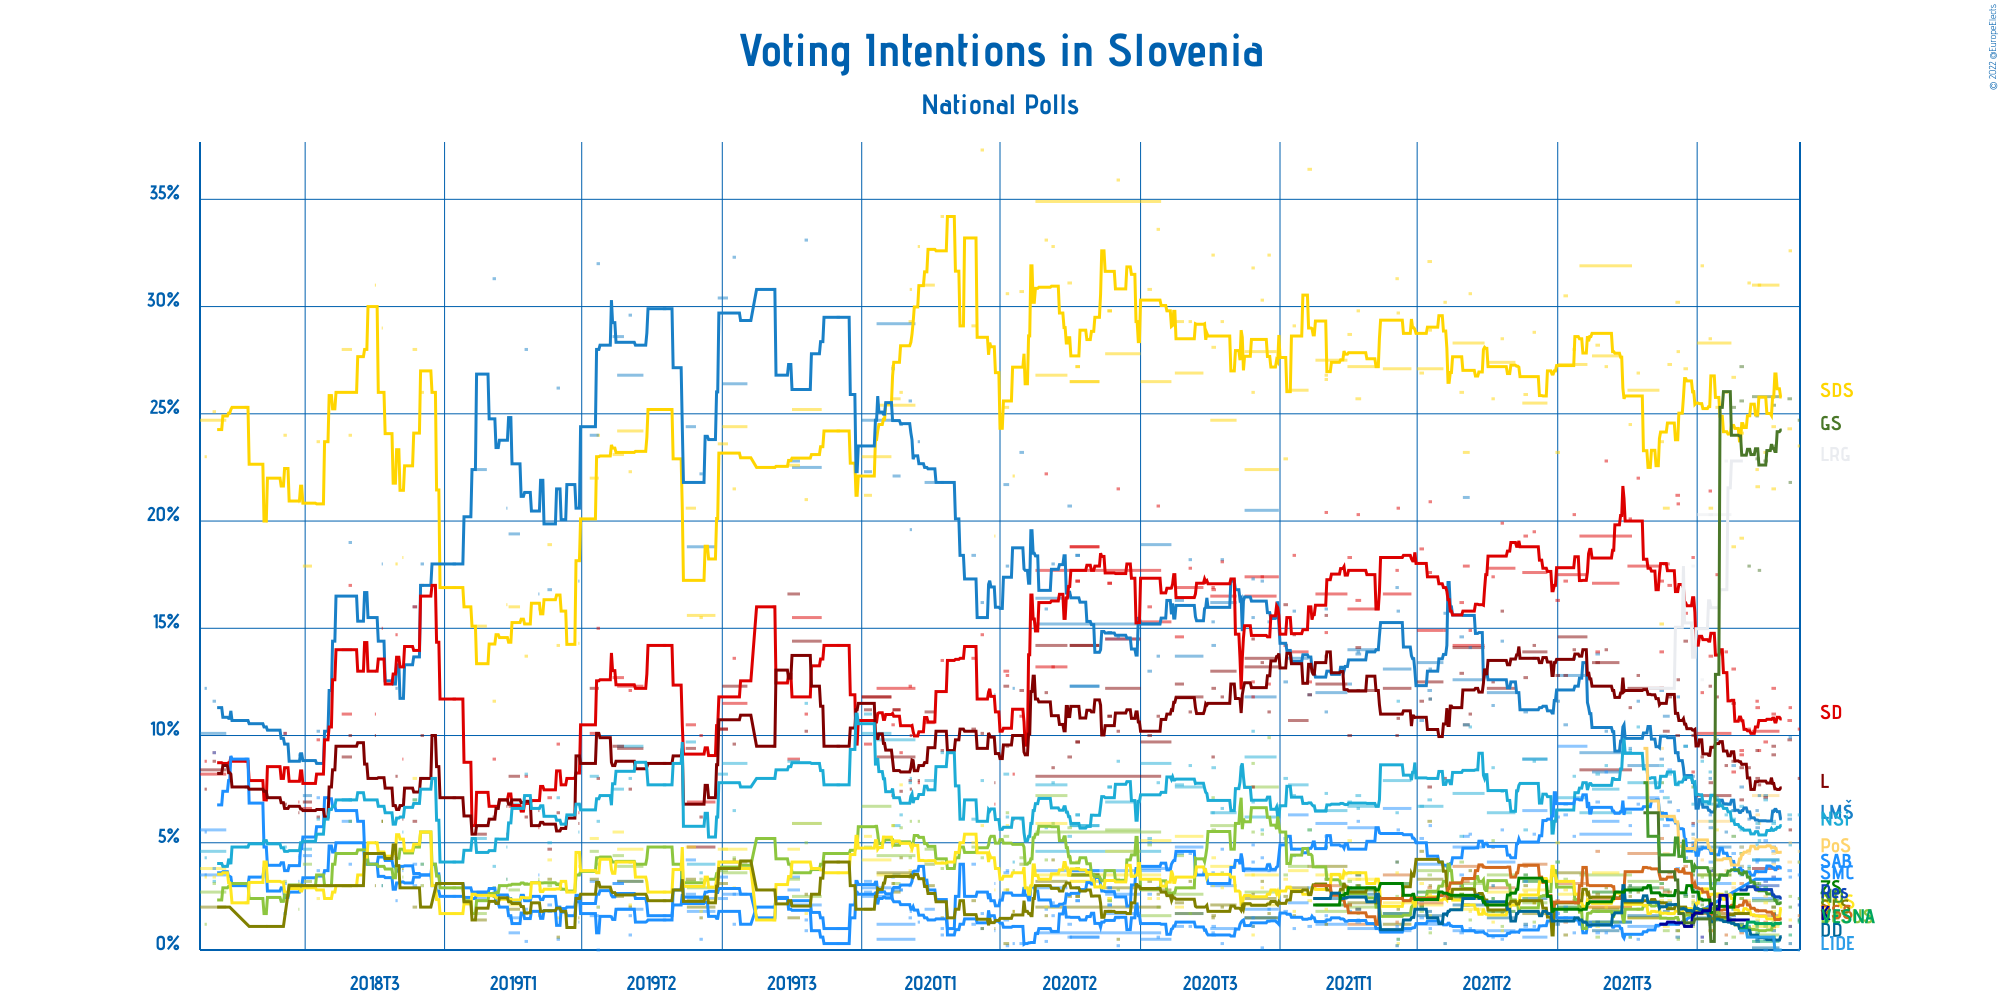 © 2022 @EuropeElects
Voting Intentions in Slovenia
National Polls
35%
30%
25%
20%
15%
10%
5%
0%
SDS
GS
LRG
SD
L
LMŠ
NSi
PoS
SAB
SMC
VESNA
DD
LIDE
2018T3
2019T1
2019T2
2019T3
2020T1
2020T2
2020T3
2021T1
2021T2
2021T3